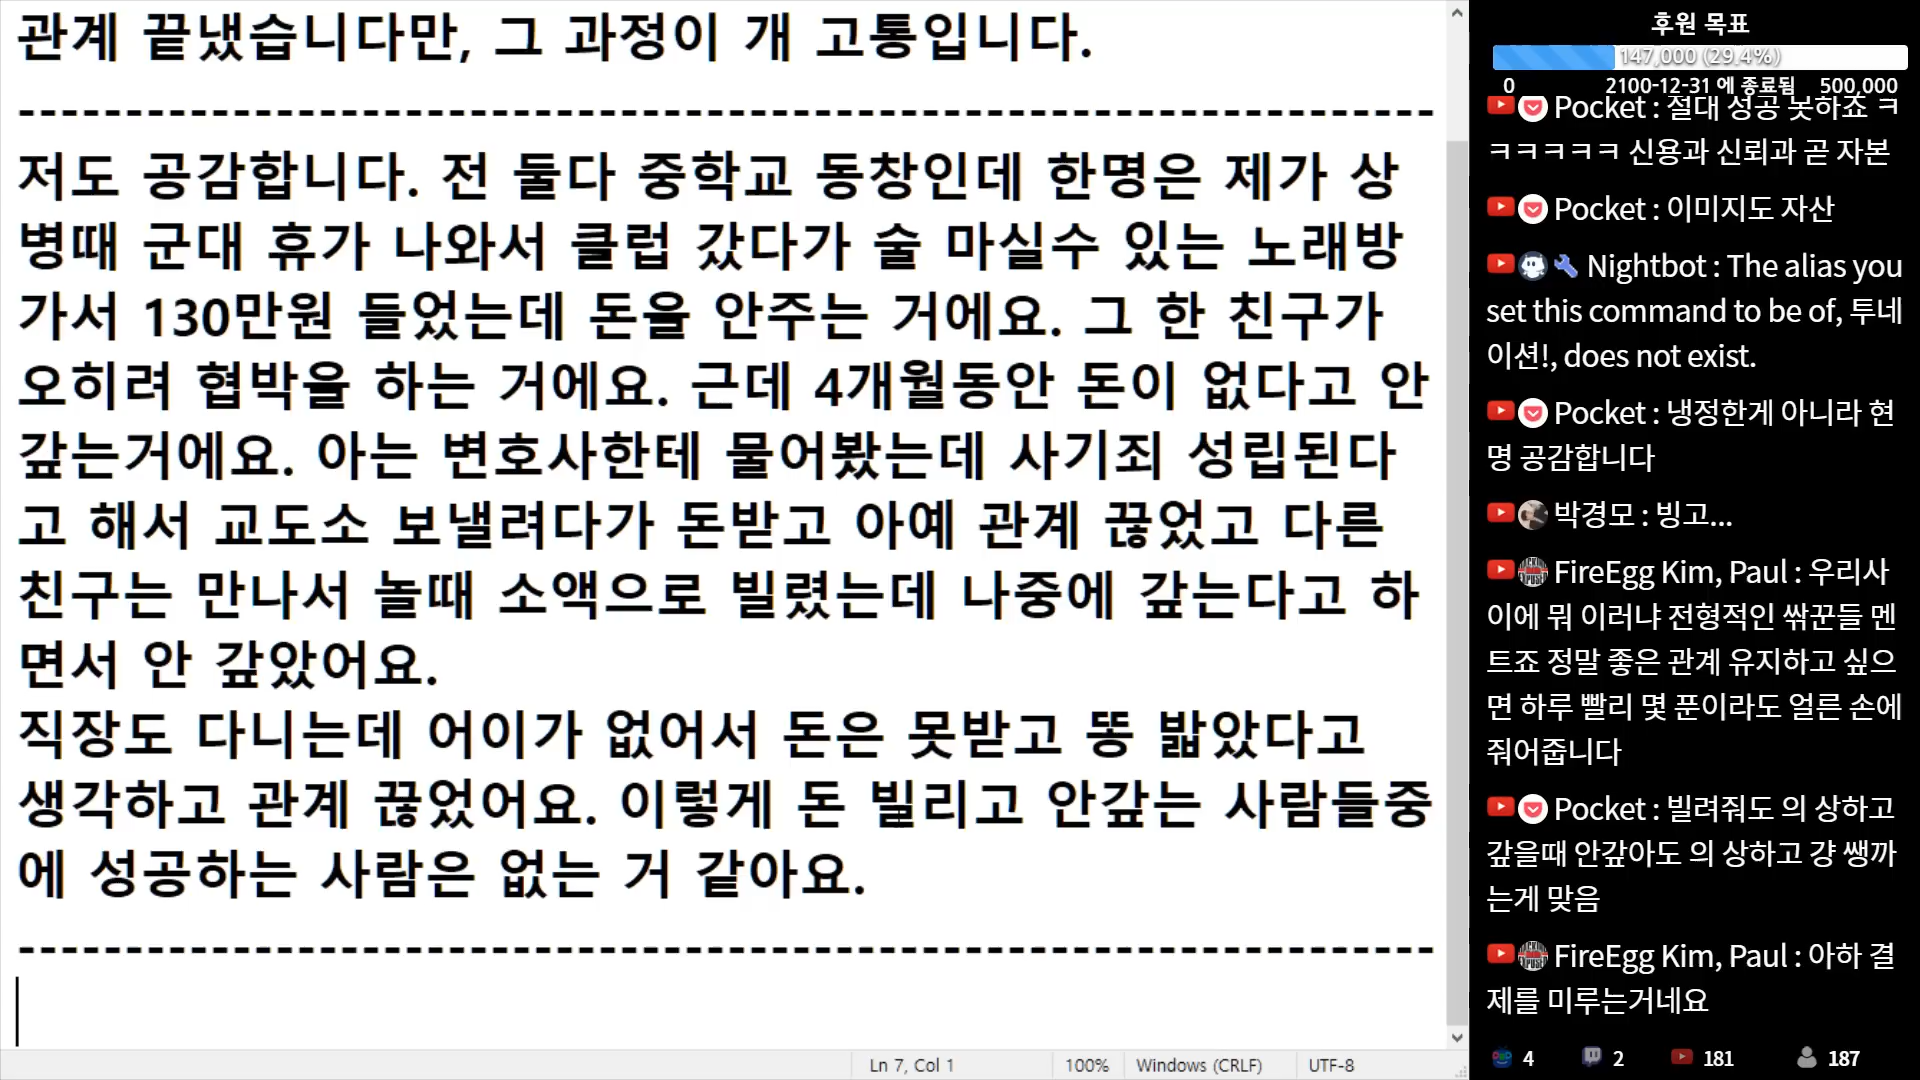 관계 끝냈습니다만, 그 과정이 개 고통입니다.
------------------------------------------------------------
저도 공감합니다. 전 둘다 중학교 동창인데 한명은 제가 상
병때 군대 휴가 나와서 클럽 갔다가 술 마실수 있는 노래방
가서 130만원 들었는데 돈을 안주는 거에요. 그 한 친구가
오히려 협박을 하는 거에요. 근데 4개월동안 돈이 없다고 안
갚는거에요. 아는 변호사한테 물어봤는데 사기죄 성립된다
고 해서 교도소 보낼려다가 돈받고 아예 관계 끊었고 다른
친구는 만나서 놀때 소액으로 빌렸는데 나중에 갚는다고 하
면서 안 갚았어요.
직장도 다니는데 어이가 없어서 돈은 못받고 똥 밟았다고
생각하고 관계 끊었어요. 이렇게 돈 빌리고 안갚는 사람들중
에 성공하는 사람은 없는 거 같아요.
------------------------------------------------------------
Ln 7, Col 1 100% Windows (CRLF) UTF-8
후원 목표
147,000 (29.4%)
0 2100-12-31 에 종료됨 500,000
Pocket : 절대 성공 못하죠 ㅋ
ㅋㅋㅋㅋㅋ 신용과 신뢰과 곧 자본
Pocket : 이미지도 자산
Nightbot : The alias you
set this command to be of, 투네
이션!, does not exist.
Pocket : 냉정한게 아니라 현
명 공감합니다
박경모 : 빙고...
FireEgg Kim, Paul : 우리사
이에 뭐 이러냐 전형적인 쌖꾼들 멘
트죠 정말 좋은 관계 유지하고 싶으
면 하루 빨리 몇 푼이라도 얼른 손에
줘어줍니다
Pocket : 빌려줘도 의 상하고
갚을때 안갚아도 의 상하고 걍 쌩까
는게 맞음
FireEgg Kim, Paul : 아하 결
제를 미루는거네요
4 2 181 187